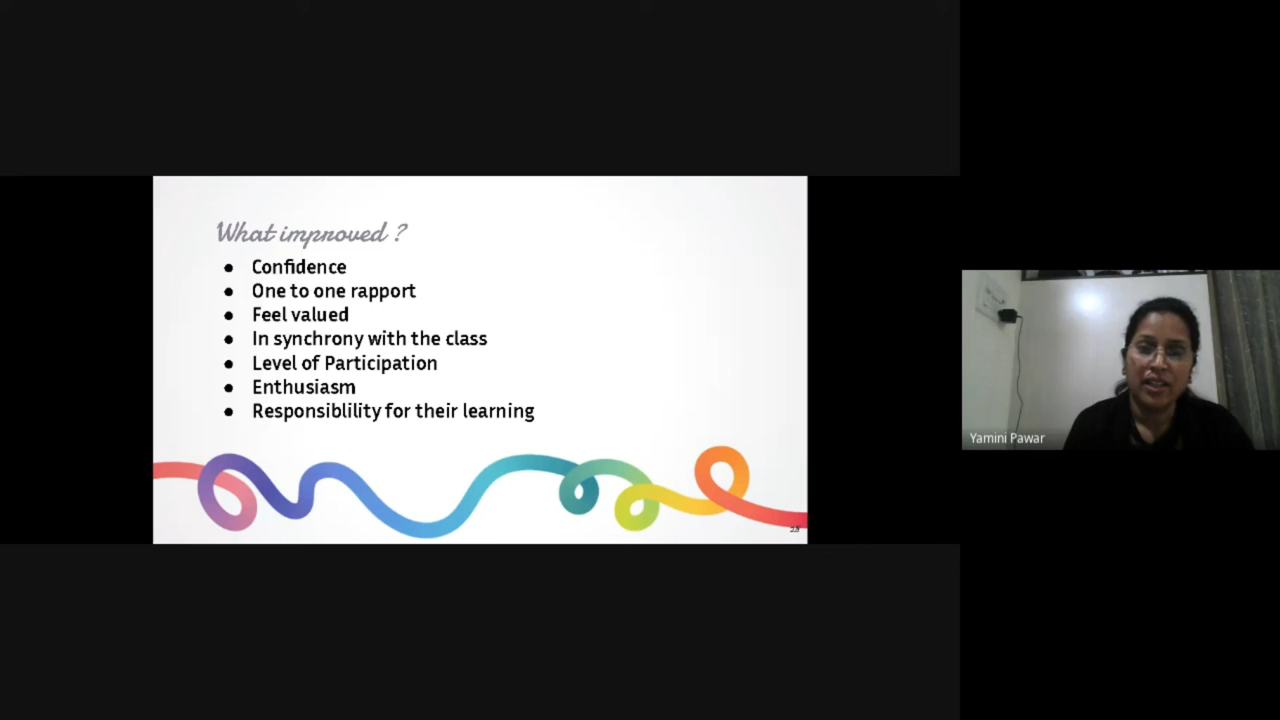 What improved ?
● Confidence
● One to one rapport
● Feel valued
● In synchrony with the class
● Level of Participation
● Enthusiasm
● Responsiblility for their learning
28
Yamini Pawar